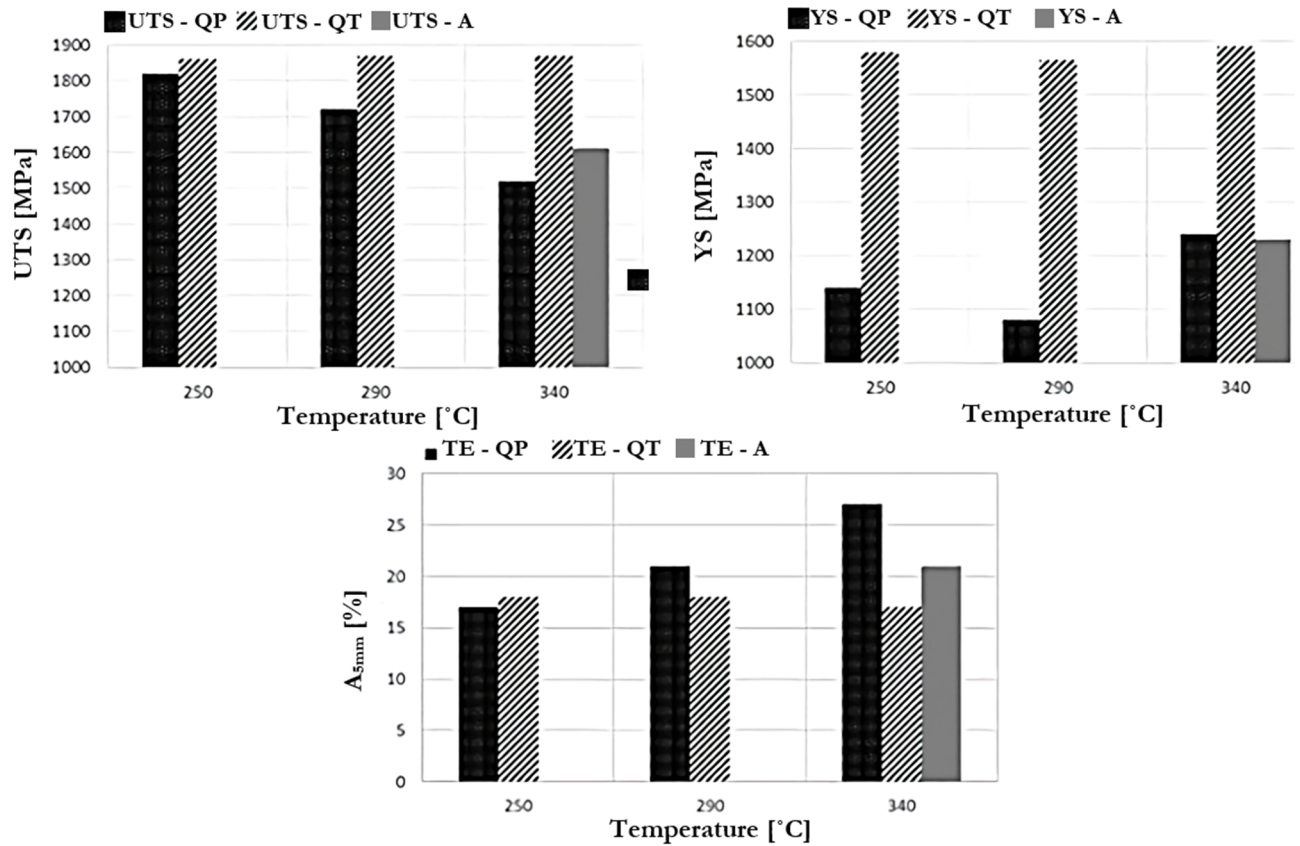 UTS - QP UTS - QT UTS - A
1900
1800
1700
1600
1500
1400
1300
1200
1100
1000
UTS [MPa]
250 290 340
Temperature [°C]
YS - QP YS - QT YS - A
1600
1500
1400
1300
1200
1100
1000
YS [MPa]
250 290 340
Temperature [°C]
TE - QP TE - QT TE - A
30
25
20
15
10
5
0
A5mm [%]
250 290 340
Temperature [°C]